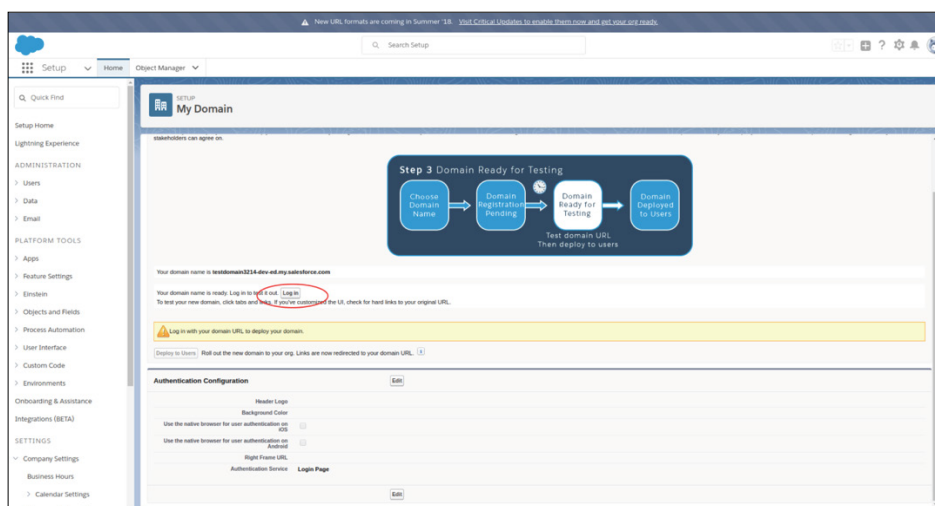 New URL formats are coming in Summer '18. Visit Critical Updates to enable them now and get your org ready.
Search Setup
Setup
Home
Object Manager
Quick Find
Setup Home
Lightning Experience
ADMINISTRATION
Users
Data
Email
PLATFORM TOOLS
Apps
Feature Settings
Einstein
Objects and Fields
Process Automation
User Interface
Custom Code
Environments
Onboarding & Assistance
Integrations (BETA)
SETTINGS
Company Settings
Business Hours
Calendar Settings
SETUP
My Domain
stakeholders can agree on.
Step 3 Domain Ready for Testing
Choose Domain Name
Domain Registration Pending
Domain Ready for Testing
Domain Deployed to Users
Test domain URL
Then deploy to users
Your domain name is testdomain3214-dev-ed.my.salesforce.com
Your domain name is ready. Log in to test it out. Log in
To test your new domain, click tabs and links. If you've customized the UI, check for hard links to your original URL.
Log in with your domain URL to deploy your domain.
Deploy to Users Roll out the new domain to your org. Links are now redirected to your domain URL.
Authentication Configuration
Edit
Header Logo
Background Color
Use the native browser for user authentication on iOS
Use the native browser for user authentication on Android
Right Frame URL
Authentication Service Login Page
Edit